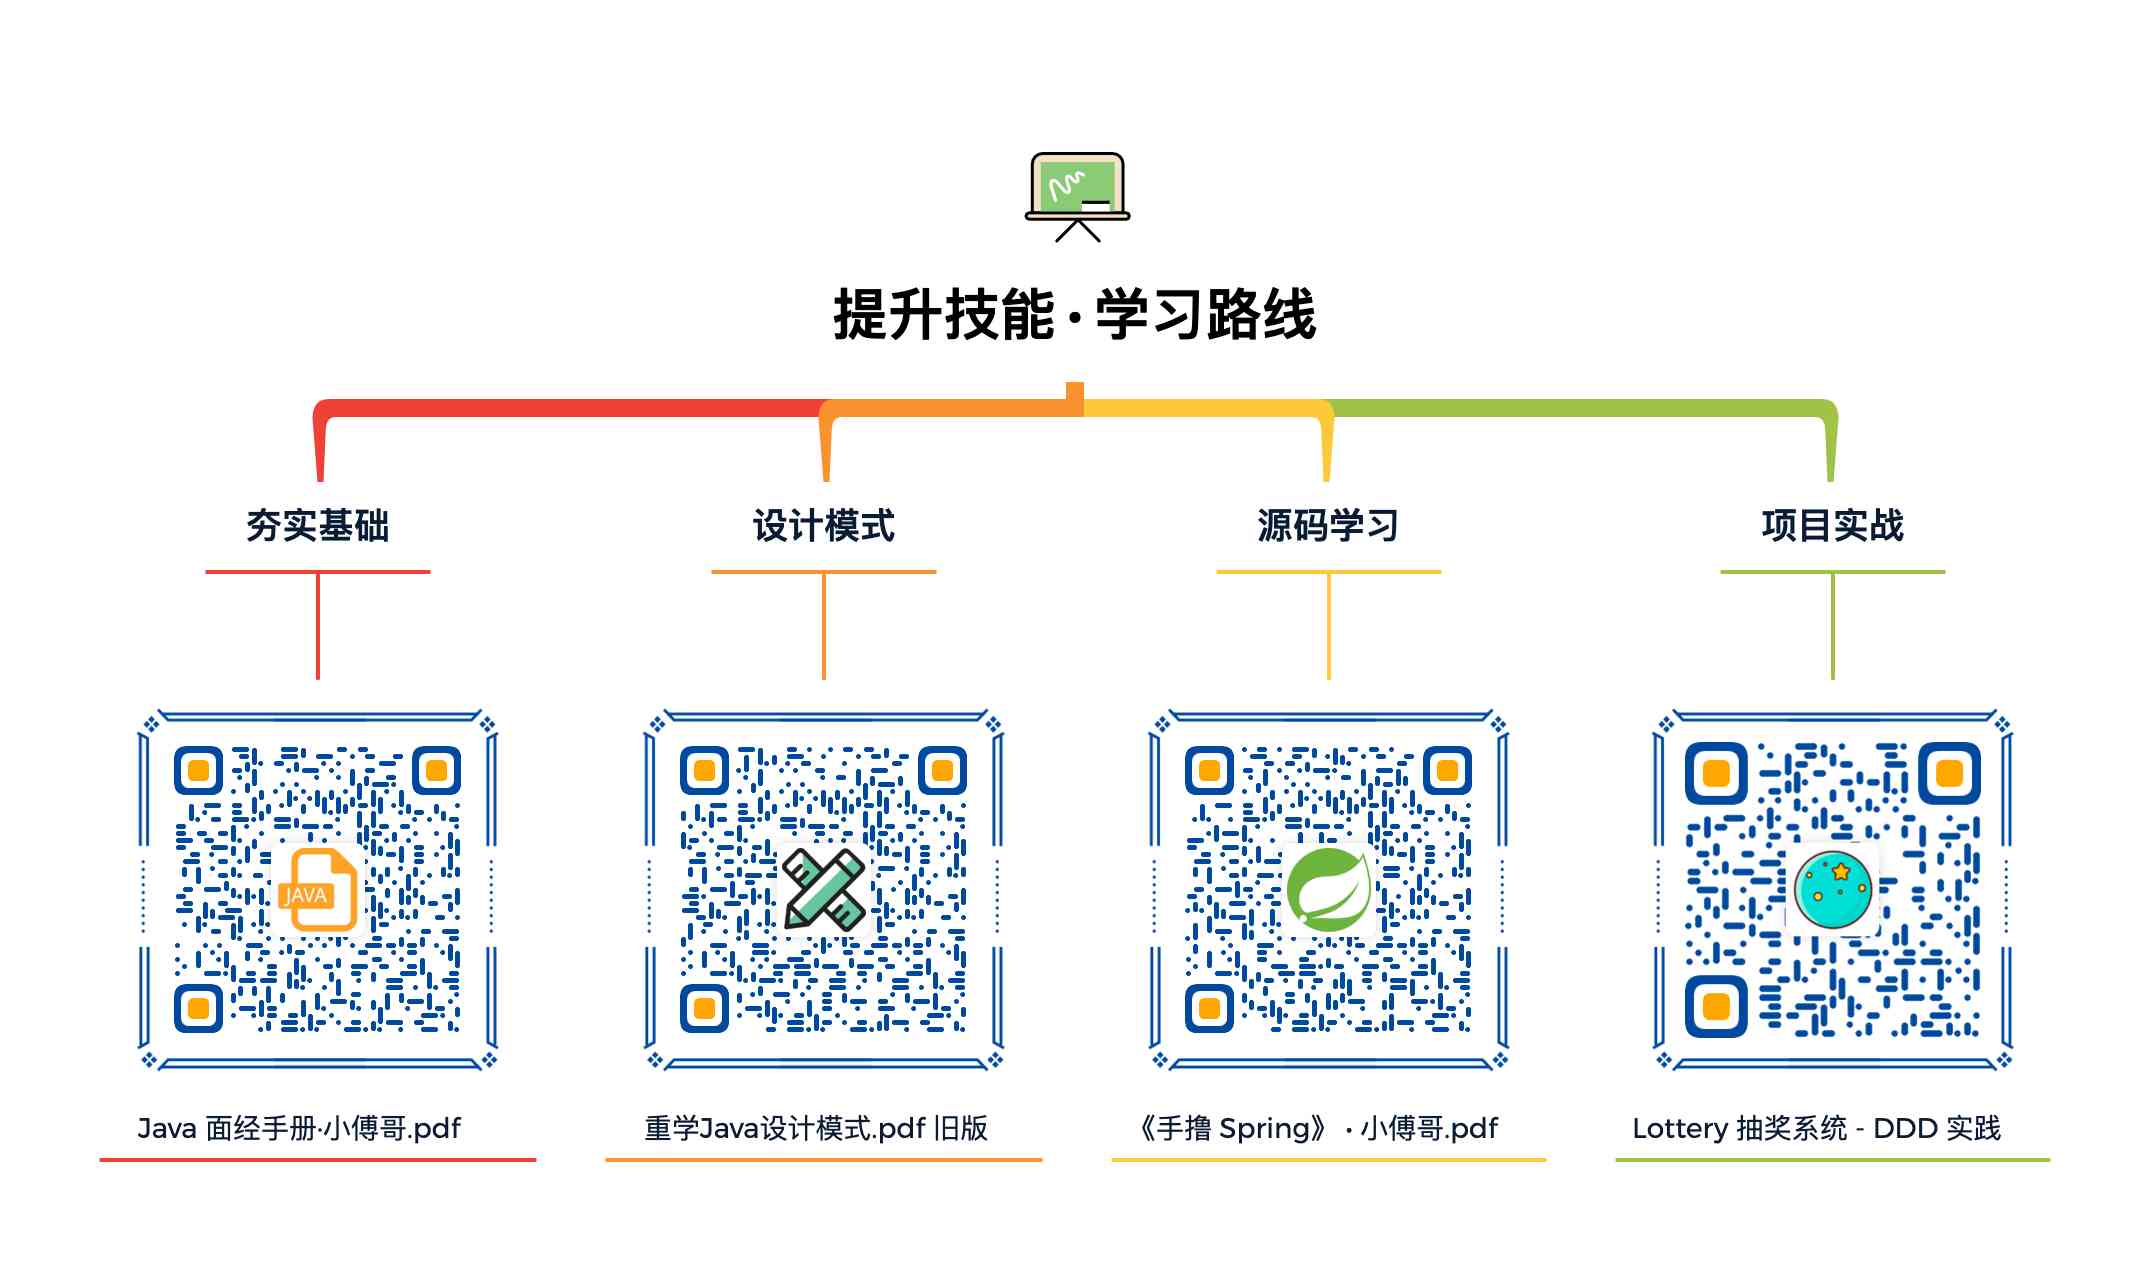 提升技能·学习路线
夯实基础
设计模式
源码学习
项目实战
JAVA
Java 面经手册·小傅哥.pdf
重学Java设计模式.pdf 旧版
《手撸 Spring》 · 小傅哥.pdf
Lottery 抽奖系统 - DDD 实践